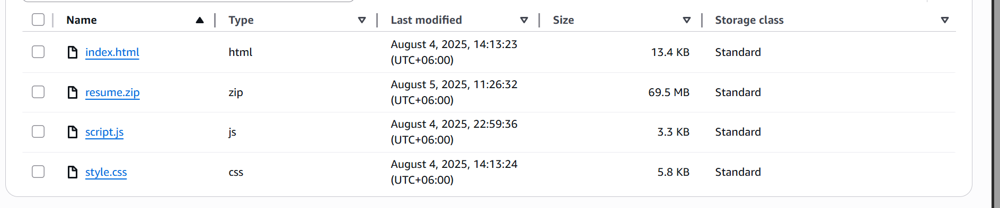 Name Type Last modified Size Storage class
index.html html August 4, 2025, 14:13:23 (UTC+06:00) 13.4 KB Standard
resume.zip zip August 5, 2025, 11:26:32 (UTC+06:00) 69.5 MB Standard
script.js js August 4, 2025, 22:59:36 (UTC+06:00) 3.3 KB Standard
style.css css August 4, 2025, 14:13:24 (UTC+06:00) 5.8 KB Standard